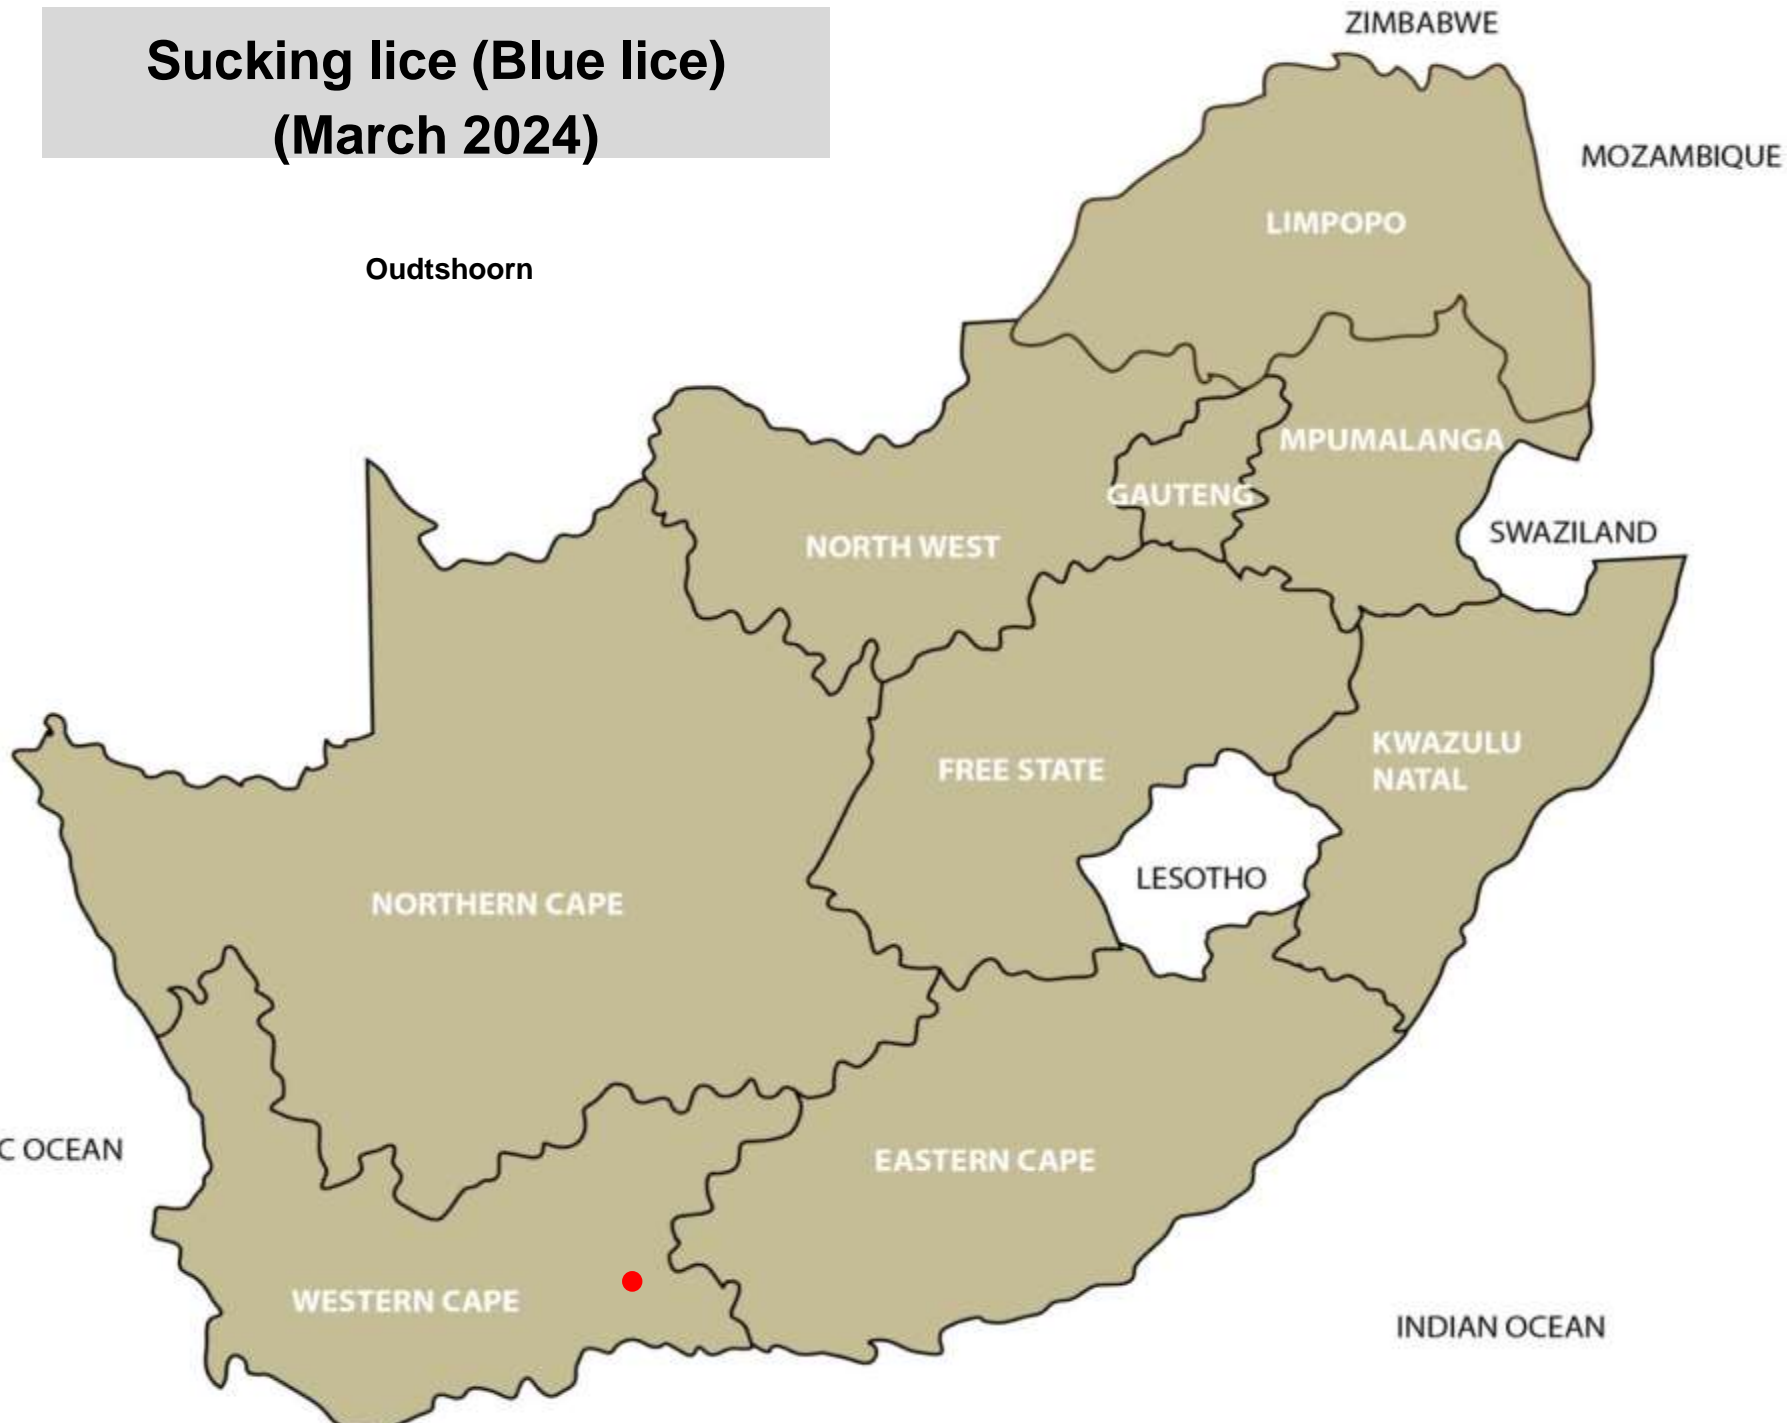 Sucking lice (Blue lice)
(March 2024)
ZIMBABWE
MOZAMBIQUE
LIMPOPO
Oudtshoorn
MPUMALANGA
GAUTENG
SWAZILAND
NORTH WEST
KWAZULU
NATAL
FREE STATE
LESOTHO
NORTHERN CAPE
C OCEAN
EASTERN CAPE
WESTERN CAPE
INDIAN OCEAN